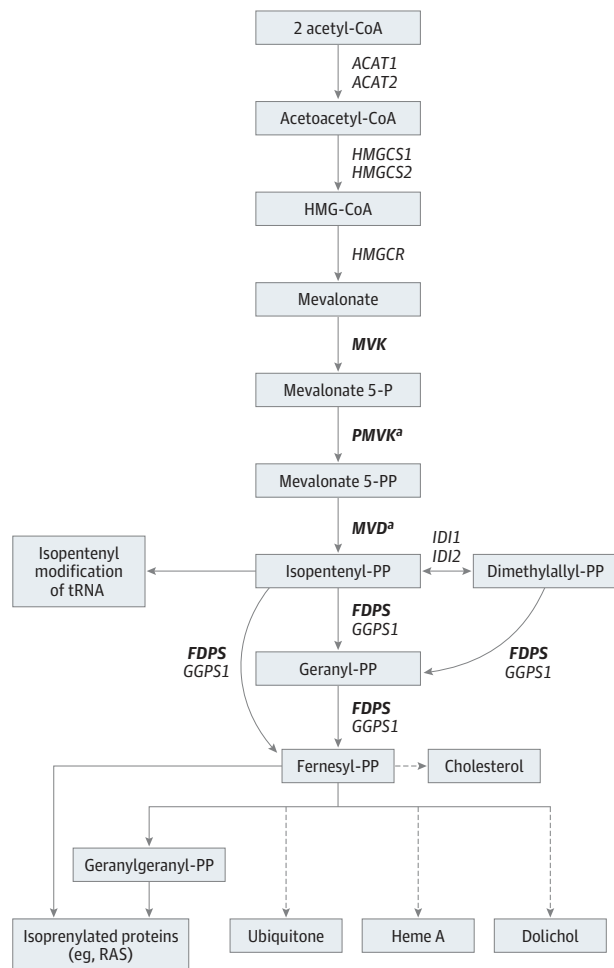 2 acetyl-CoA
ACAT1
ACAT2
Acetoacetyl-CoA
HMGCS1
HMGCS2
HMG-CoA
HMGCR
Mevalonate
MVK
Mevalonate 5-P
PMVKa
Mevalonate 5-PP
MVDa
Isopentenyl
modification
of tRNA
Isopentenyl-PP
IDI1
IDI2
Dimethylallyl-PP
FDPS
GGPS1
FDPS
GGPS1
FDPS
GGPS1
Geranyl-PP
FDPS
GGPS1
Fernesyl-PP
Cholesterol
Geranylgeranyl-PP
Isoprenylated proteins
(eg, RAS)
Ubiquitone
Heme A
Dolichol